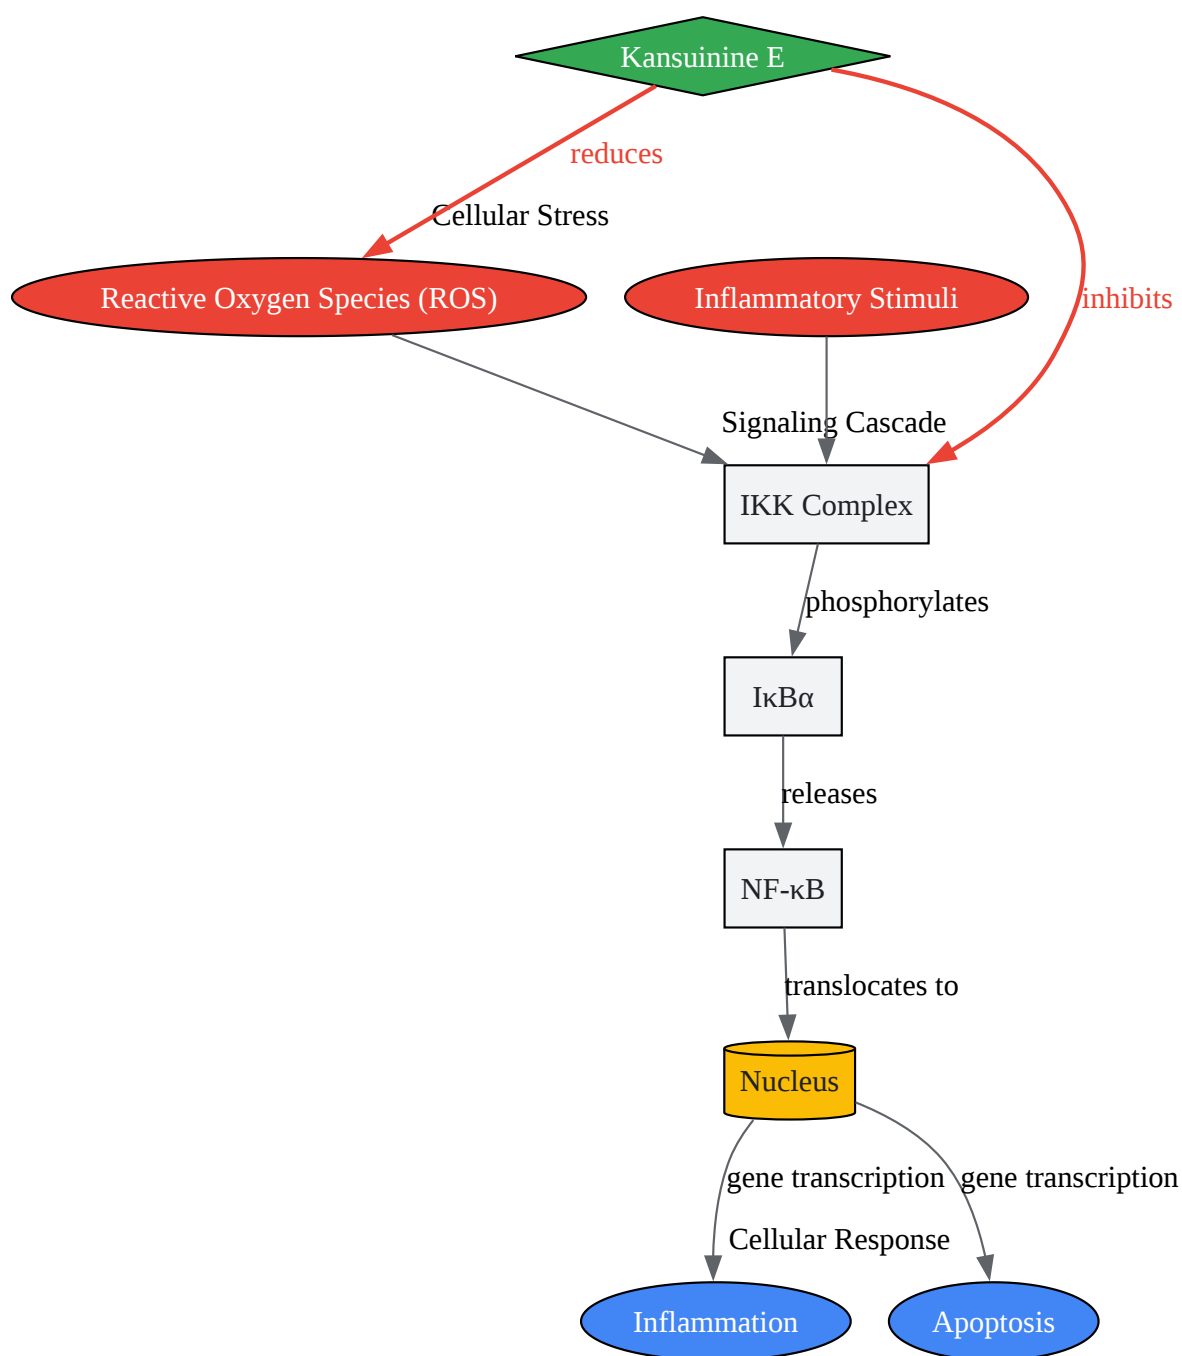 Kansuinine E
reduces
Cellular Stress
Reactive Oxygen Species (ROS)
Inflammatory Stimuli
inhibits
Signaling Cascade
IKK Complex
phosphorylates
IκBα
releases
NF-κB
translocates to
Nucleus
gene transcription
gene transcription
Cellular Response
Inflammation
Apoptosis